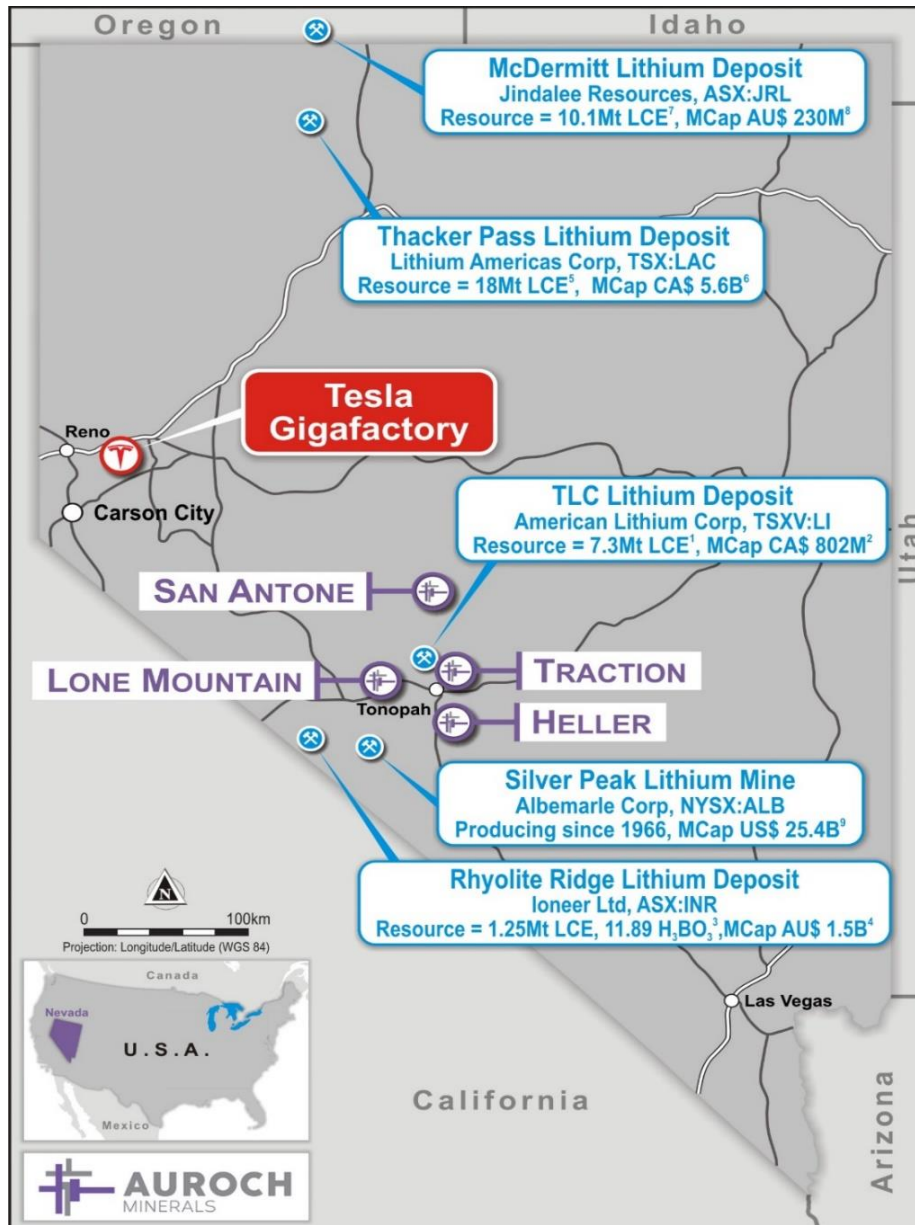 Oregon
Idaho
McDermitt Lithium Deposit
Jindalee Resources, ASX:JRL
Resource = 10.1Mt LCE⁷, MCap AU$ 230M⁸
Thacker Pass Lithium Deposit
Lithium Americas Corp, TSX:LAC
Resource = 18Mt LCE⁵, MCap CA$ 5.6B⁶
Tesla
Gigafactory
Reno
Carson City
TLC Lithium Deposit
American Lithium Corp, TSXV:LI
Resource = 7.3Mt LCE¹, MCap CA$ 802M²
Utah
SAN ANTONE
LONE MOUNTAIN
TRACTION
Tonopah
HELLER
Silver Peak Lithium Mine
Albemarle Corp, NYSX:ALB
Producing since 1966, MCap US$ 25.4B⁹
Rhyolite Ridge Lithium Deposit
Ioneer Ltd, ASX:INR
Resource = 1.25Mt LCE, 11.89 H₃BO₃³,MCap AU$ 1.5B⁴
N
0 100km
Projection: Longitude/Latitude (WGS 84)
Canada
Nevada
U.S.A.
Mexico
Las Vegas
California
Arizona
AUROCH
MINERALS